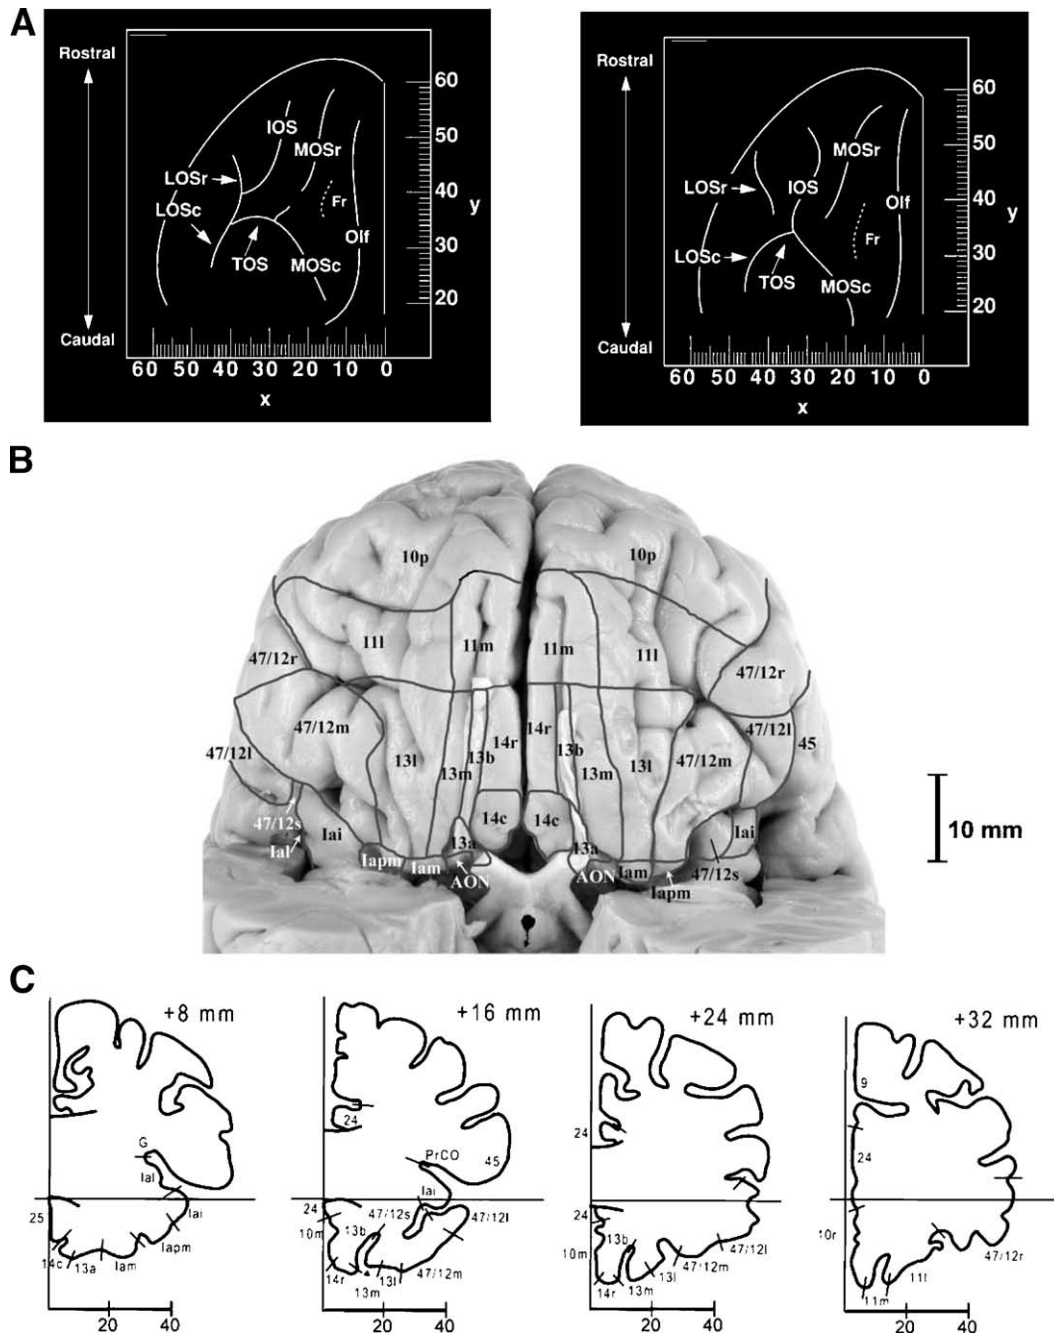 A
Rostral
Caudal
IOS
MOSr
LOSr
LOSc
Fr
Olf
TOS
MOSc
60
50
40
30
20
y
60 50 40 30 20 10 0
x
Rostral
Caudal
MOSr
LOSr
IOS
Olf
Fr
LOSc
TOS
MOSc
60
50
40
30
20
y
60 50 40 30 20 10 0
x
B
10p 10p
11l 11m 11m 11l
47/12r 47/12r
47/12m 14r 14r 47/12l
47/12l 13l 13m 13b 13b 13m 13l 47/12m 45
47/12s 14c 14c
Ial Iai 13a 13a Iai
Iapm Iam AON AON Iam Iapm 47/12s
10 mm
C
+8 mm
G
Ial
Iai
25
Iapm
14c 13a Iam
20 40
+16 mm
24
PrCO
45
Iai
24
47/12s
47/12l
10m
13b
14r 13m 13l 47/12m
20 40
+24 mm
24
24
13b
10m
47/12l
47/12m
14r 13m 13l
20 40
+32 mm
9
24
10r
47/12r
11l
11m
20 40